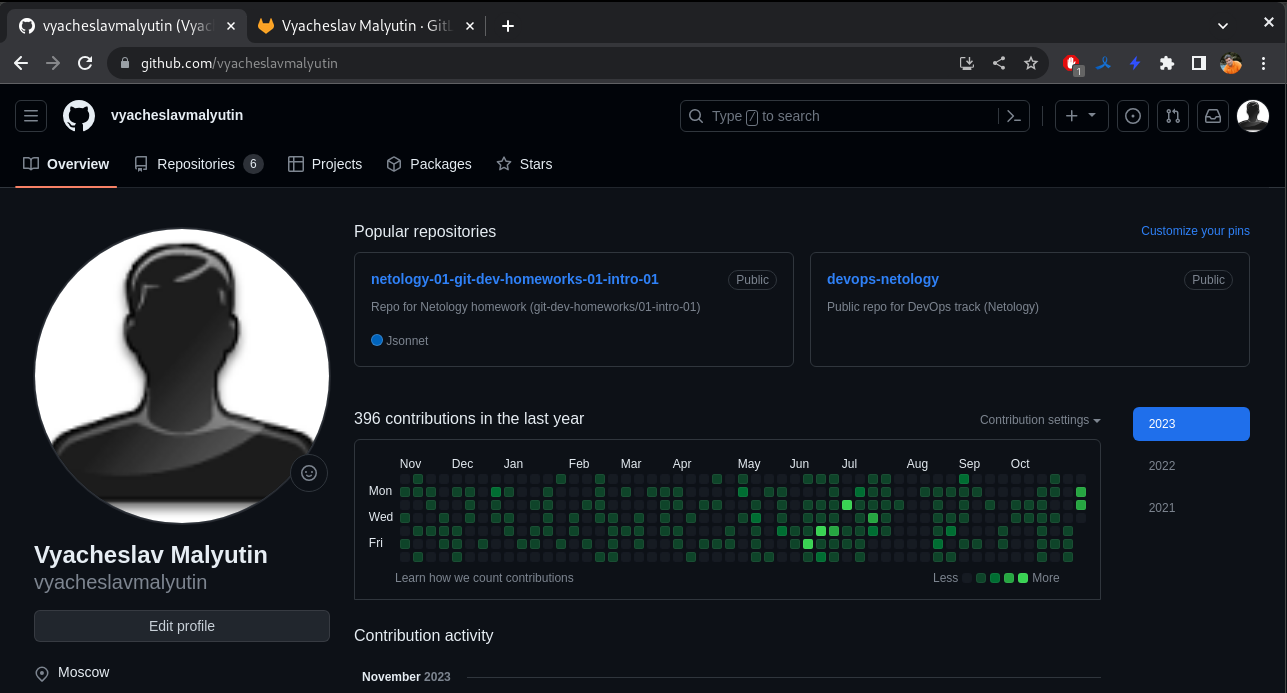 vyacheslavmalyutin (Vyac
Vyacheslav Malyutin · GitL
github.com/vyacheslavmalyutin
1
vyacheslavmalyutin
Type / to search
Overview
Repositories 6
Projects
Packages
Stars
Popular repositories
Customize your pins
netology-01-git-dev-homeworks-01-intro-01
Public
Repo for Netology homework (git-dev-homeworks/01-intro-01)
Jsonnet
devops-netology
Public
Public repo for DevOps track (Netology)
396 contributions in the last year
Contribution settings
2023
2022
2021
Nov Dec Jan Feb Mar Apr May Jun Jul Aug Sep Oct
Mon
Wed
Fri
Learn how we count contributions
Less More
Vyacheslav Malyutin
vyacheslavmalyutin
Edit profile
Moscow
Contribution activity
November 2023